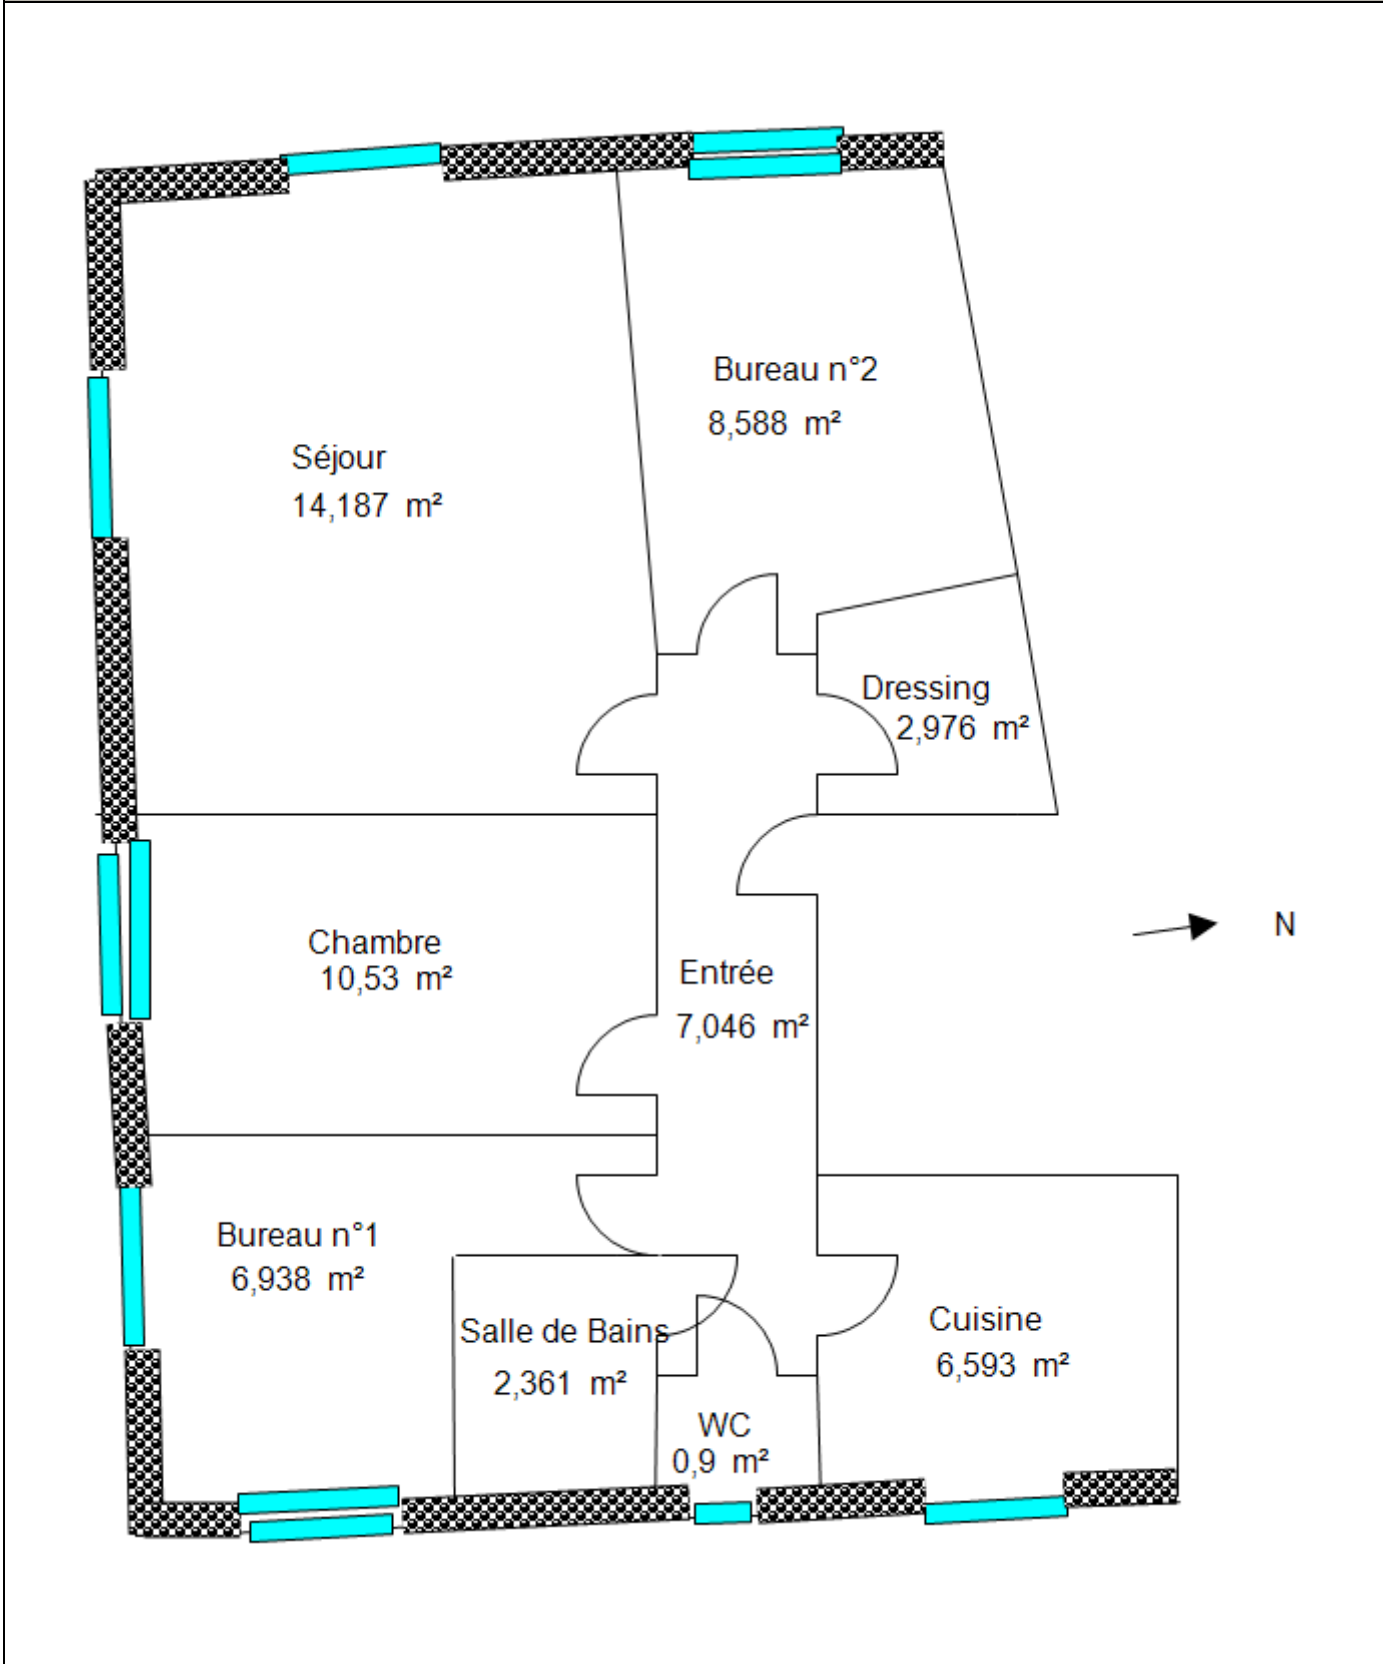 Bureau n°2
8,588 m²
Séjour
14,187 m²
Dressing
2,976 m²
Chambre
10,53 m²
Entrée
7,046 m²
N
Bureau n°1
6,938 m²
Salle de Bains
2,361 m²
Cuisine
6,593 m²
WC
0,9 m²